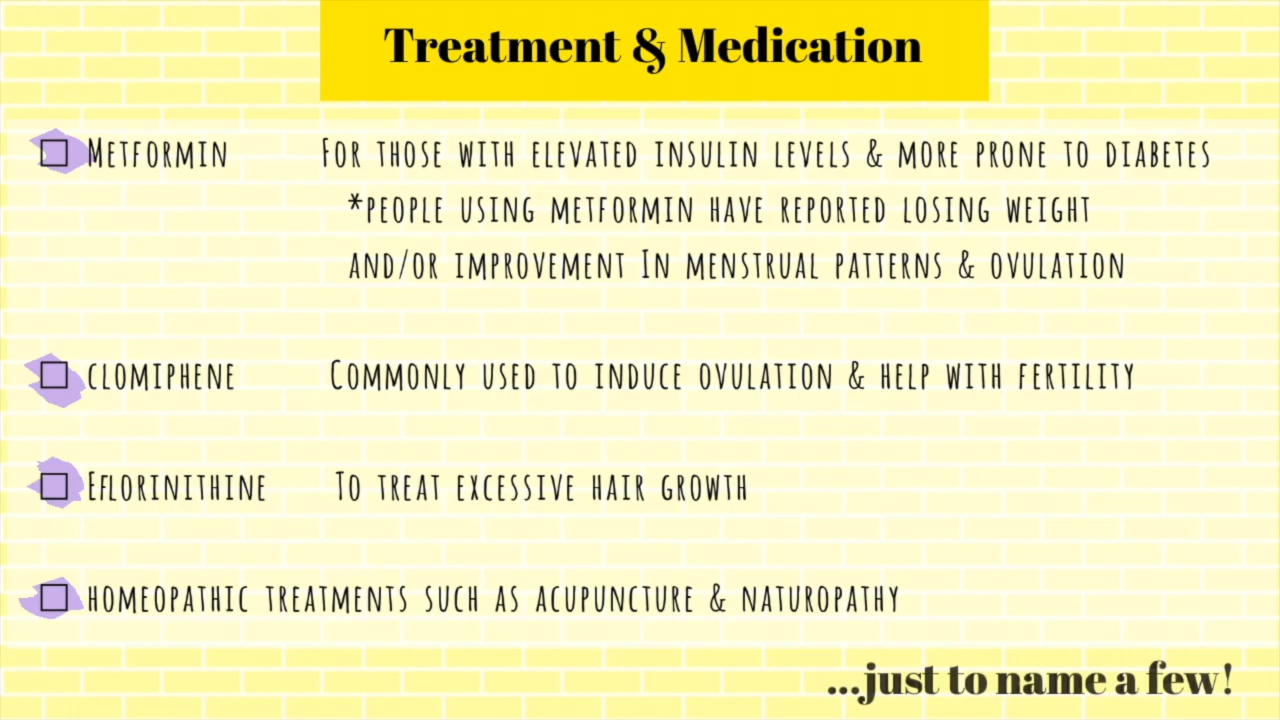 Treatment & Medication
☐ Metformin For those with elevated insulin levels & more prone to diabetes
*people using metformin have reported losing weight
and/or improvement In menstrual patterns & ovulation
☐ clomiphene Commonly used to induce ovulation & help with fertility
☐ Eflorinithine To treat excessive hair growth
☐ homeopathic treatments such as acupuncture & naturopathy
...just to name a few!